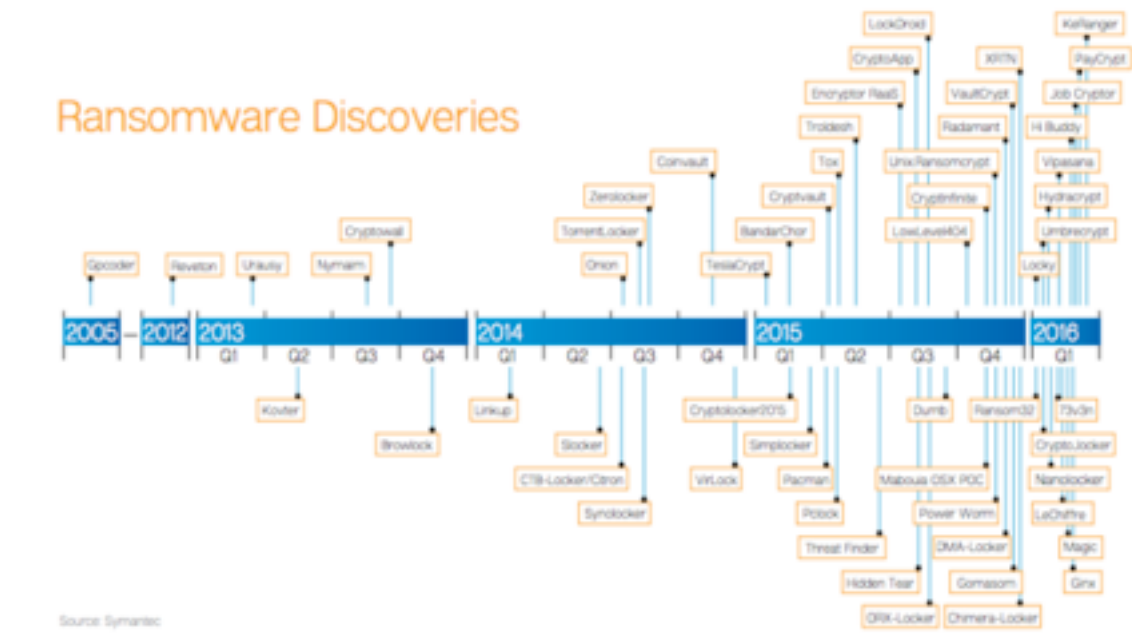 Ransomware Discoveries
LockDroid
KeRanger
CryptoApp
XRTN
PayCrypt
Encryptor RaaS
VaultCrypt
Job Cryptor
Troldesh
Radamant
Hi Buddy
Coinvault
Tox
Unix.Ransomcrypt
Vipasana
Zerolocker
Cryptvault
Cryptinfinite
Hydracrypt
Cryptowall
TorrentLocker
BandarChor
LowLevel404
Umbrecrypt
Gpcoder
Reveton
Urausy
Nymaim
Onion
TeslaCrypt
Locky
2005
2012
2013
2014
2015
2016
Q1 Q2 Q3 Q4
Q1 Q2 Q3 Q4
Q1 Q2 Q3 Q4
Q1
Kovter
Linkup
Cryptolocker2015
Dumb
Ransom32
73v3n
Browlock
Slocker
Simplocker
CryptoJocker
CTB-Locker/Citron
VirLock
Pacman
Mabouia OSX POC
Nanolocker
Synolocker
Pclock
Power Worm
LeChiffre
Threat Finder
DMA-Locker
Magic
Hidden Tear
Gomasom
Ginx
ORX-Locker
Chimera-Locker
Source: Symantec